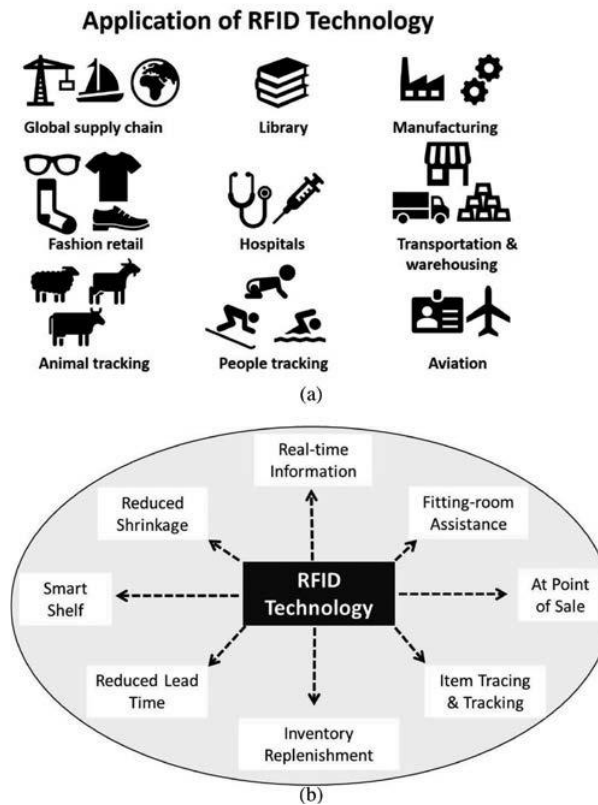 Application of RFID Technology
Global supply chain
Library
Manufacturing
Fashion retail
Hospitals
Transportation &
warehousing
Animal tracking
People tracking
Aviation
(a)
Real-time
Information
Reduced
Shrinkage
Fitting-room
Assistance
RFID
Technology
Smart
Shelf
At Point
of Sale
Reduced Lead
Time
Item Tracing
& Tracking
Inventory
Replenishment
(b)